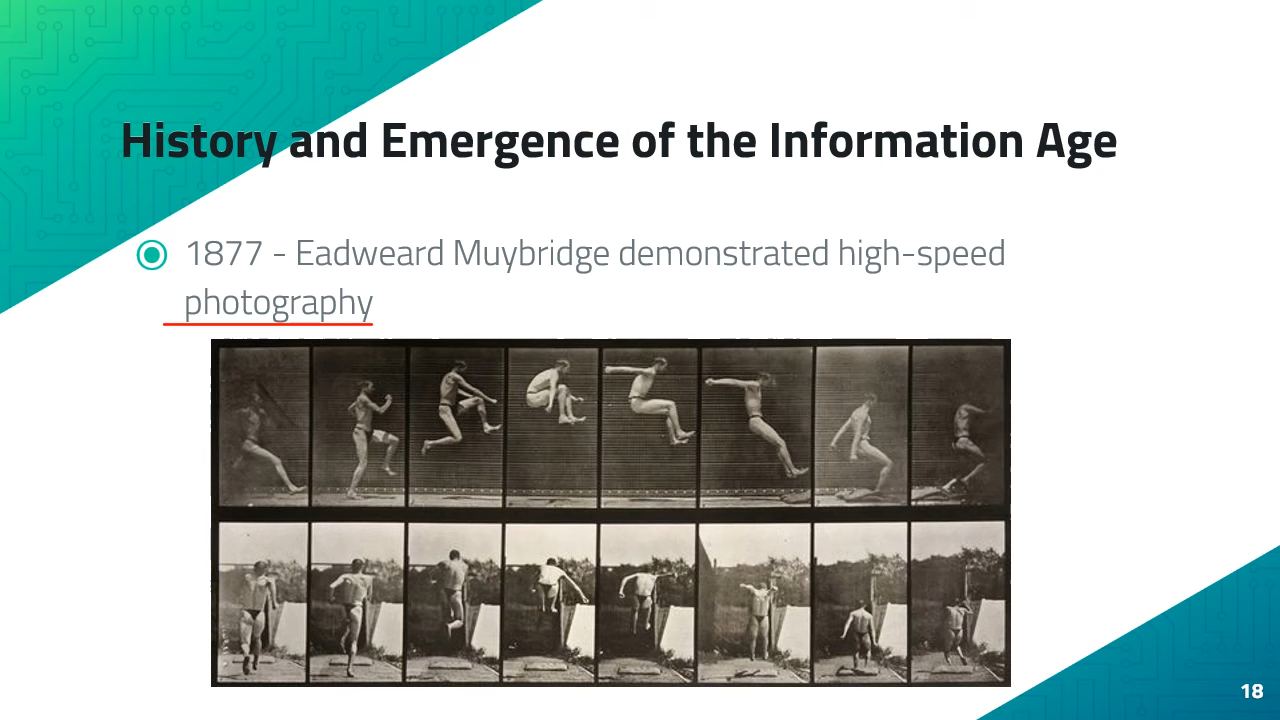 History and Emergence of the Information Age
1877 - Eadweard Muybridge demonstrated high-speed
photography
18